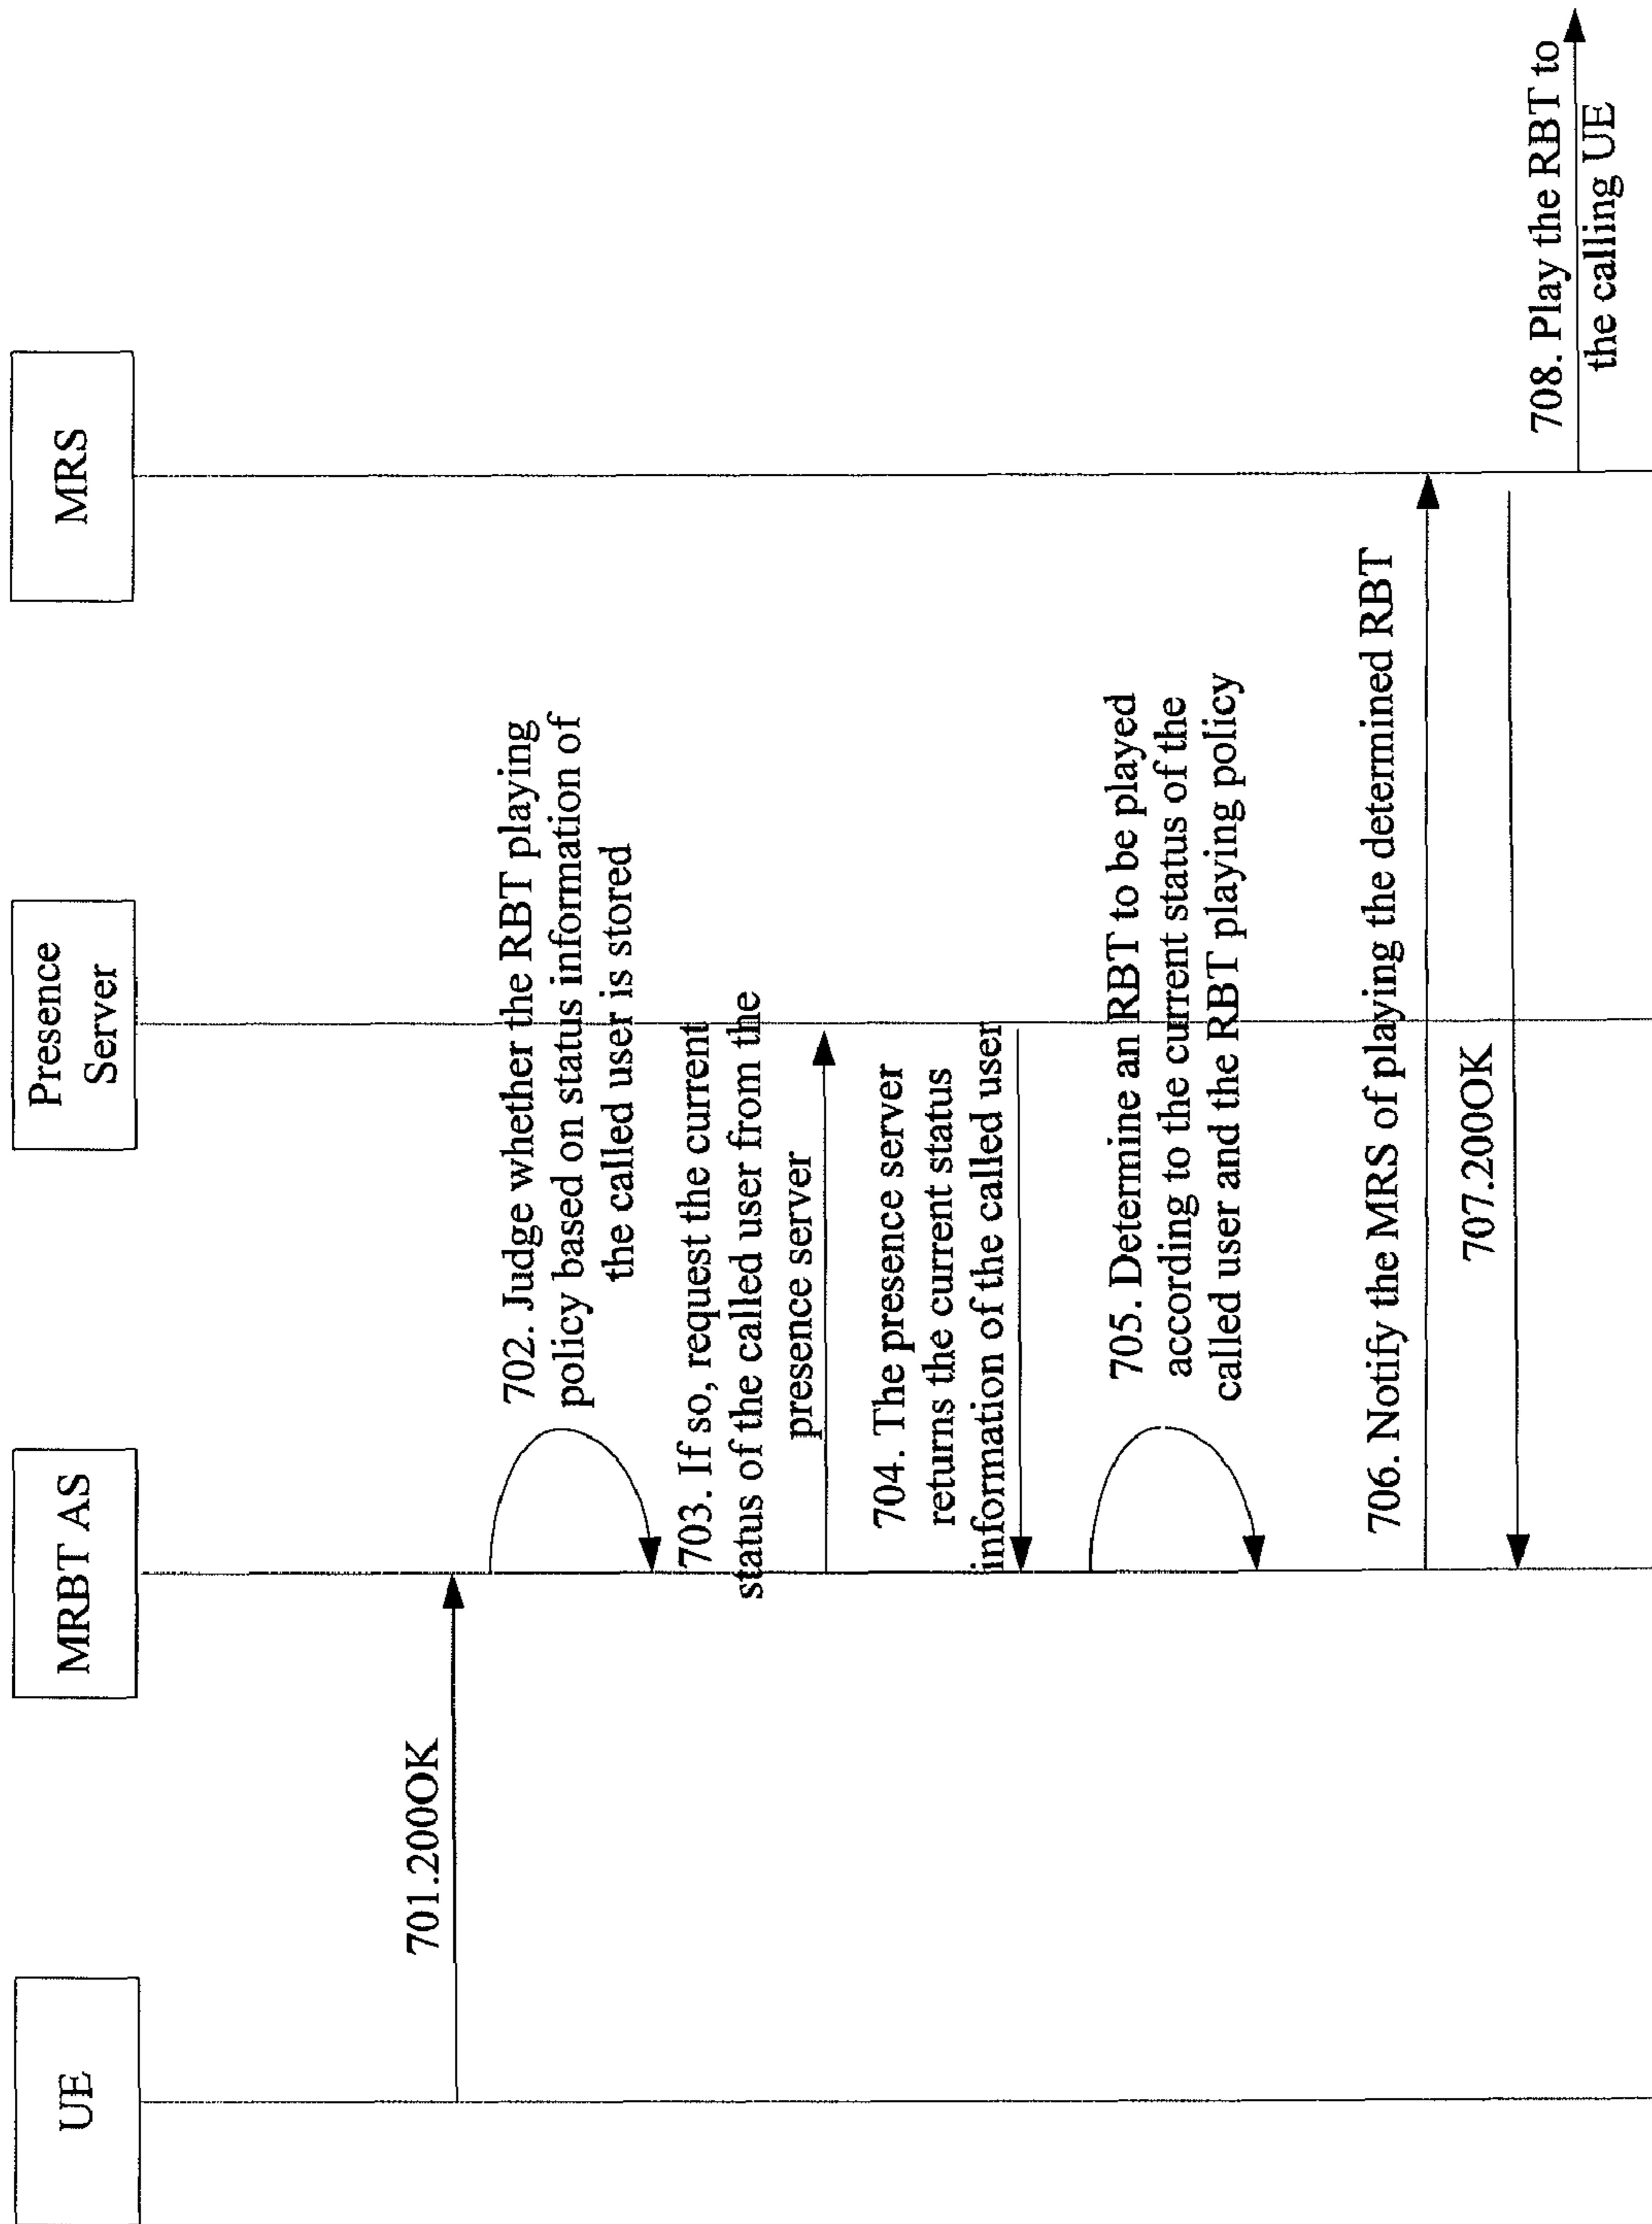 UE
MRBT AS
Presence
Server
MRS
701.200OK
702. Judge whether the RBT playing
policy based on status information of
the called user is stored
703. If so, request the current
status of the called user from the
presence server
704. The presence server
returns the current status
information of the called user
705. Determine an RBT to be played
according to the current status of the
called user and the RBT playing policy
706. Notify the MRS of playing the determined RBT
707.200OK
708. Play the RBT to
the calling UE